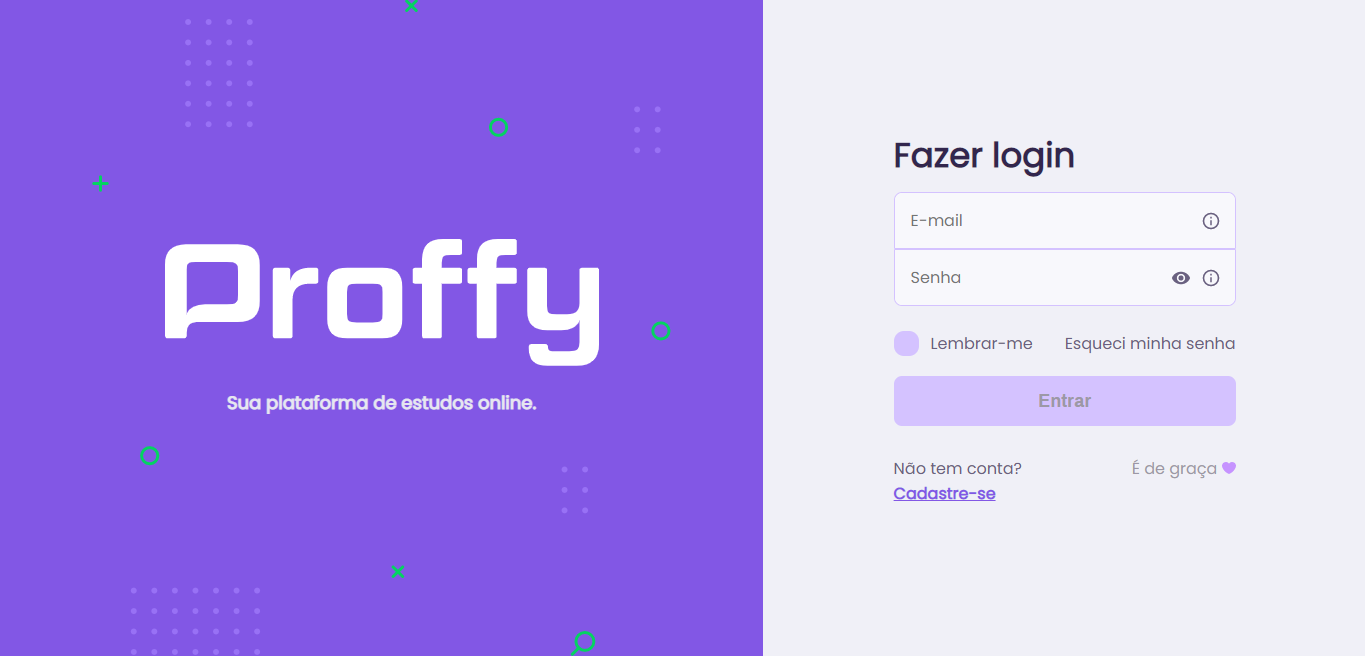 Proffy
Sua plataforma de estudos online.
Fazer login
E-mail
Senha
Lembrar-me Esqueci minha senha
Entrar
Não tem conta? É de graça
Cadastre-se